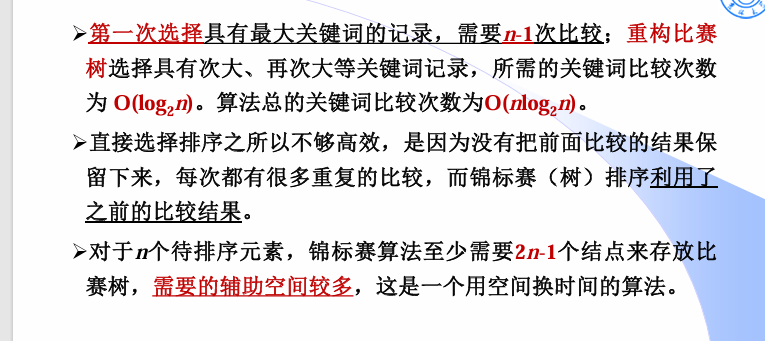 ➢第一次选择具有最大关键词的记录，需要n-1次比较；重构比赛
树选择具有次大、再次大等关键词记录，所需的关键词比较次数
为 O(log₂n)。算法总的关键词比较次数为O(nlog₂n)。
➢直接选择排序之所以不够高效，是因为没有把前面比较的结果保
留下来，每次都有很多重复的比较，而锦标赛（树）排序利用了
之前的比较结果。
➢对于n个待排序元素，锦标赛算法至少需要2n-1个结点来存放比
赛树，需要的辅助空间较多，这是一个用空间换时间的算法。